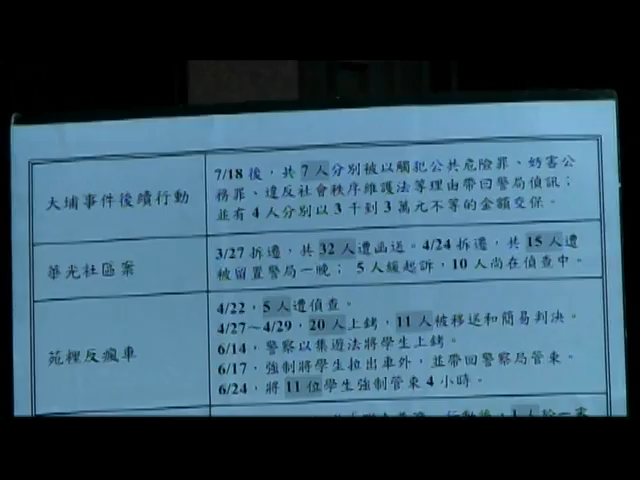 大埔事件後續行動
7/18 後，共 7 人分別被以觸犯公共危險罪、妨害公
務罪、違反社會秩序維護法等理由帶回警局偵訊；
並有 4 人分別以 3 千到 3 萬元不等的金額交保。
華光社區案
3/27 拆遷，共 32 人遭函送。4/24 拆遷，共 15 人遭
被留置警局一晚； 5 人緩起訴，10 人尚在偵查中。
苑裡反瘋車
4/22，5 人遭偵查。
4/27～4/29，20 人上銬，11 人被移送和簡易判決。
6/14，警察以集遊法將學生上銬。
6/17，強制將學生拉出車外，並帶回警察局管束。
6/24，將 11 位學生強制管束 4 小時。
行動後，1 人